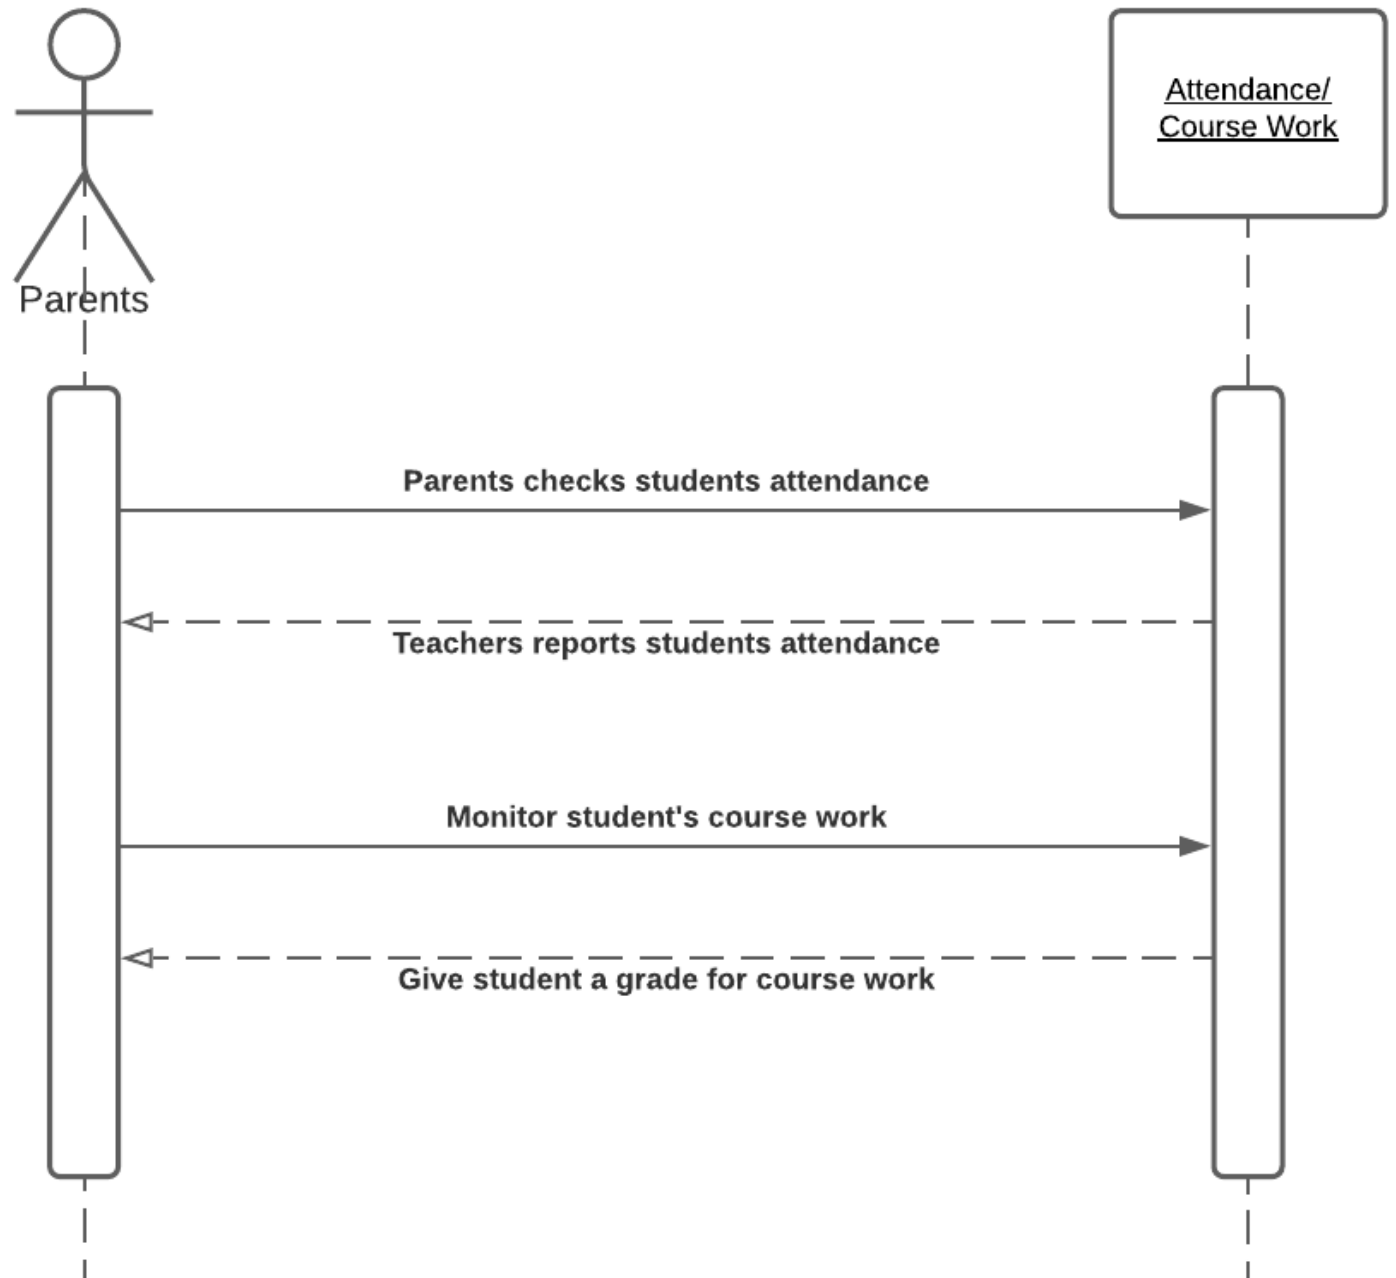 Attendance/
Course Work
Parents
Parents checks students attendance
Teachers reports students attendance
Monitor student's course work
Give student a grade for course work